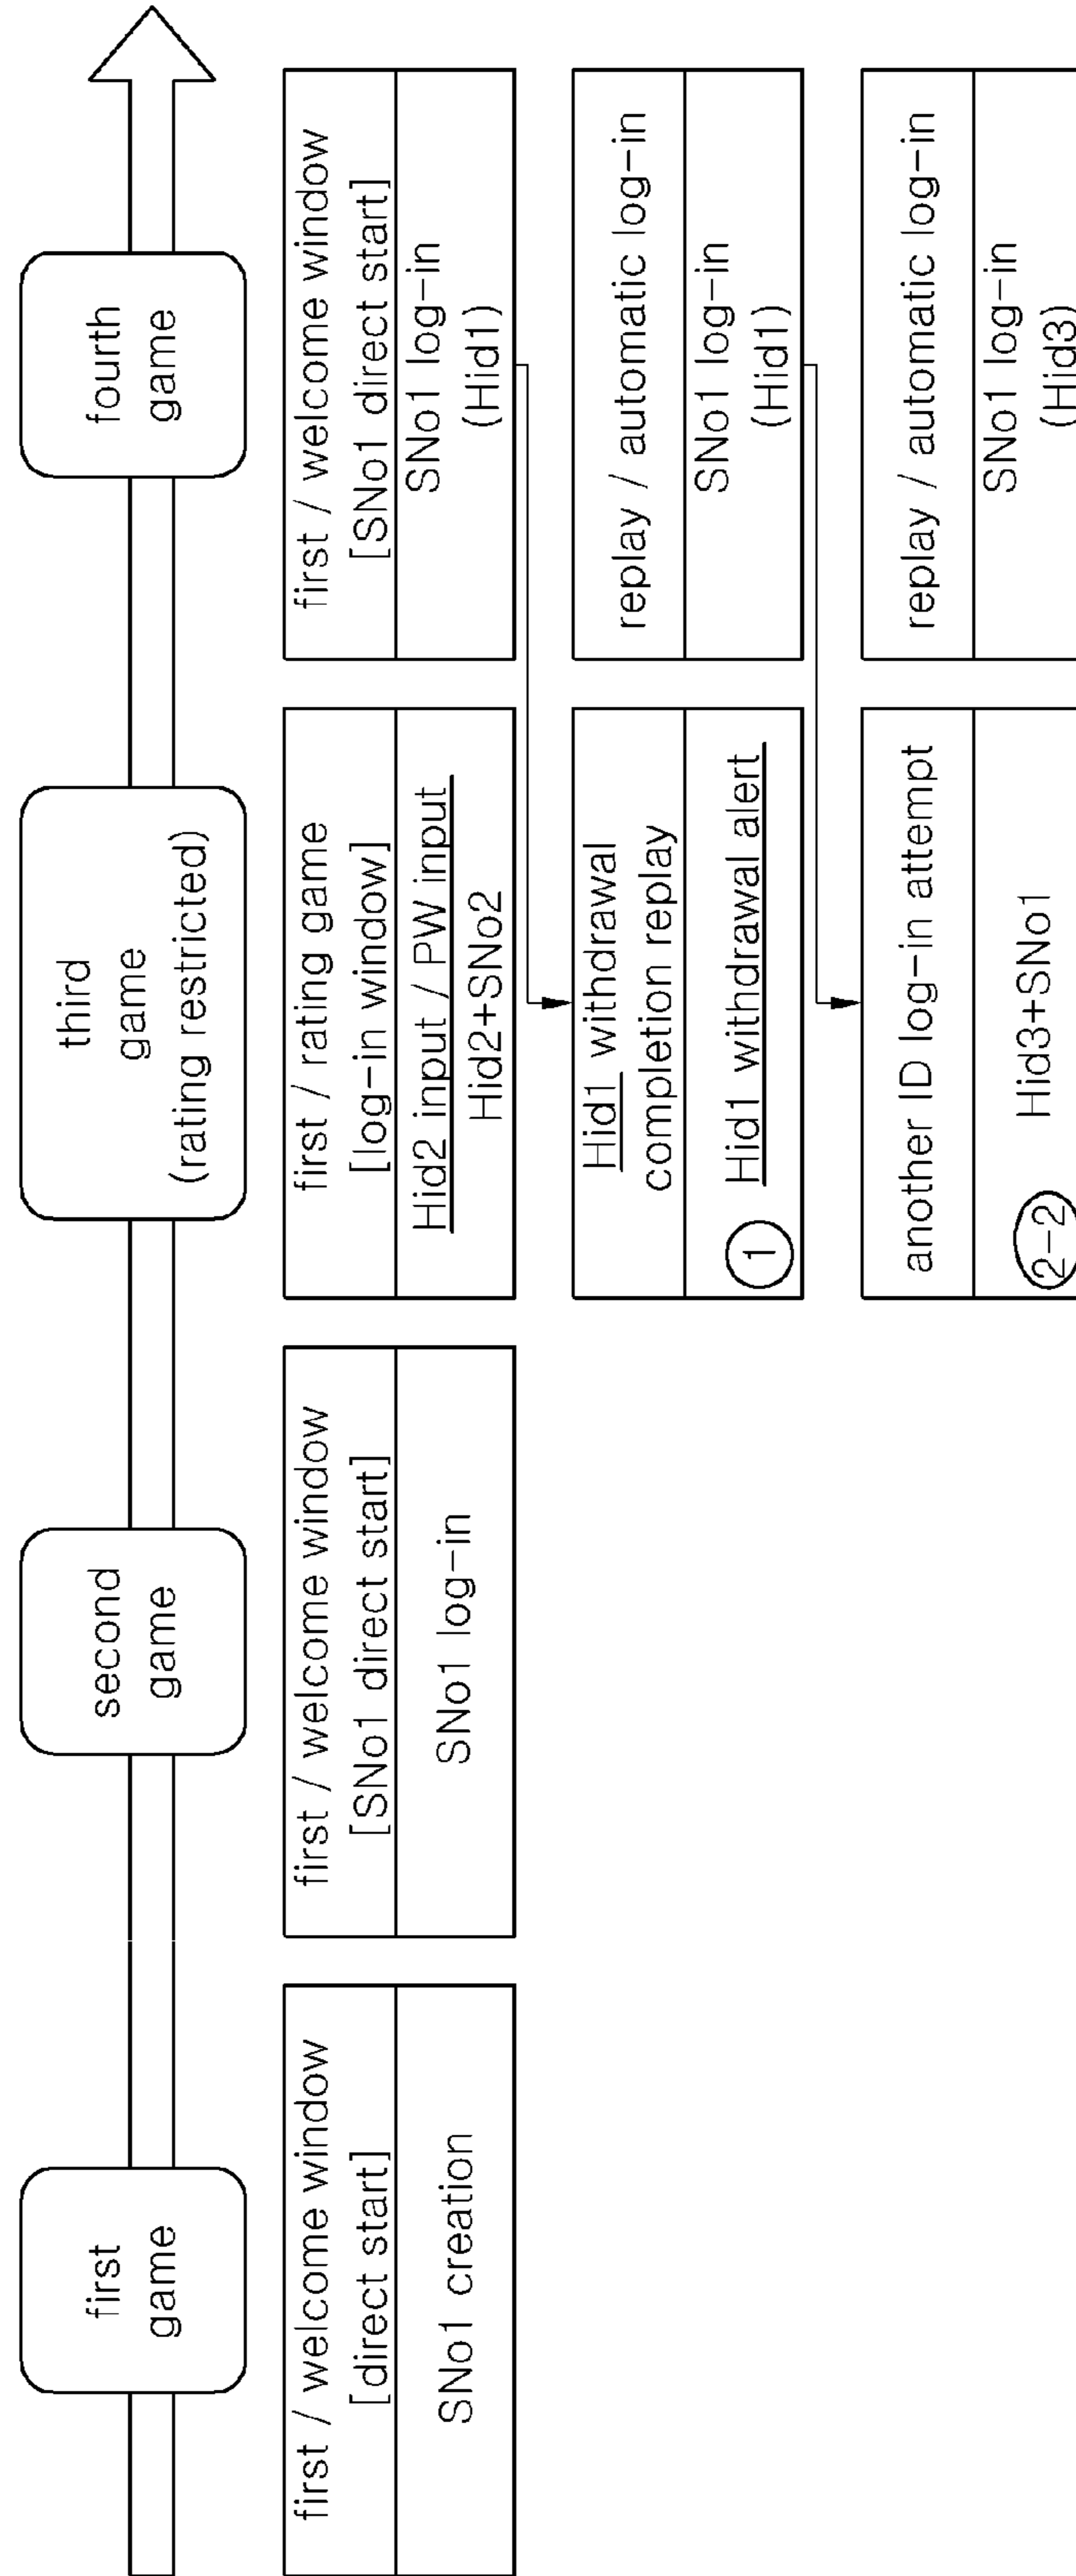 first
game
second
game
third
game
(rating restricted)
fourth
game
first / welcome window
[direct start]
SNo1 creation
first / welcome window
[SNo1 direct start]
SNo1 log-in
first / rating game
[log-in window]
Hid2 input / PW input
Hid2+SNo2
first / welcome window
[SNo1 direct start]
SNo1 log-in
(Hid1)
Hid1 withdrawal
completion replay
1
Hid1 withdrawal alert
replay / automatic log-in
SNo1 log-in
(Hid1)
another ID log-in attempt
2-2
Hid3+SNo1
replay / automatic log-in
SNo1 log-in
(Hid3)